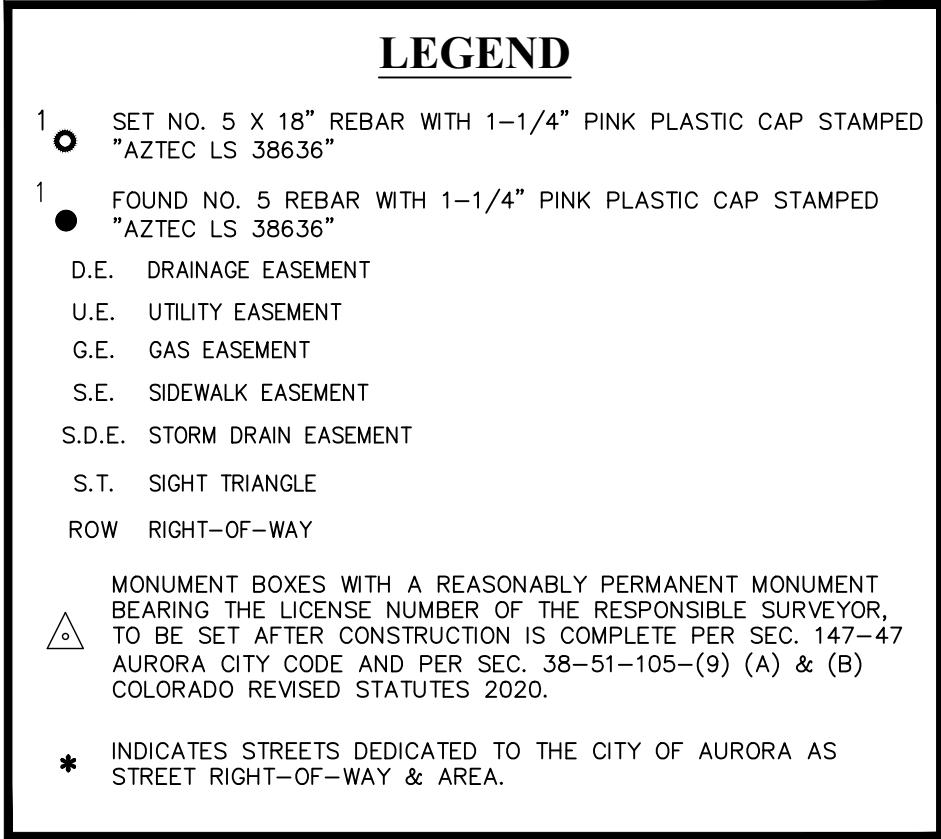 LEGEND
1 SET NO. 5 X 18” REBAR WITH 1–1/4” PINK PLASTIC CAP STAMPED
”AZTEC LS 38636”
1 FOUND NO. 5 REBAR WITH 1–1/4” PINK PLASTIC CAP STAMPED
”AZTEC LS 38636”
D.E. DRAINAGE EASEMENT
U.E. UTILITY EASEMENT
G.E. GAS EASEMENT
S.E. SIDEWALK EASEMENT
S.D.E. STORM DRAIN EASEMENT
S.T. SIGHT TRIANGLE
ROW RIGHT–OF–WAY
MONUMENT BOXES WITH A REASONABLY PERMANENT MONUMENT
BEARING THE LICENSE NUMBER OF THE RESPONSIBLE SURVEYOR,
TO BE SET AFTER CONSTRUCTION IS COMPLETE PER SEC. 147–47
AURORA CITY CODE AND PER SEC. 38–51–105–(9) (A) & (B)
COLORADO REVISED STATUTES 2020.
* INDICATES STREETS DEDICATED TO THE CITY OF AURORA AS
STREET RIGHT–OF–WAY & AREA.